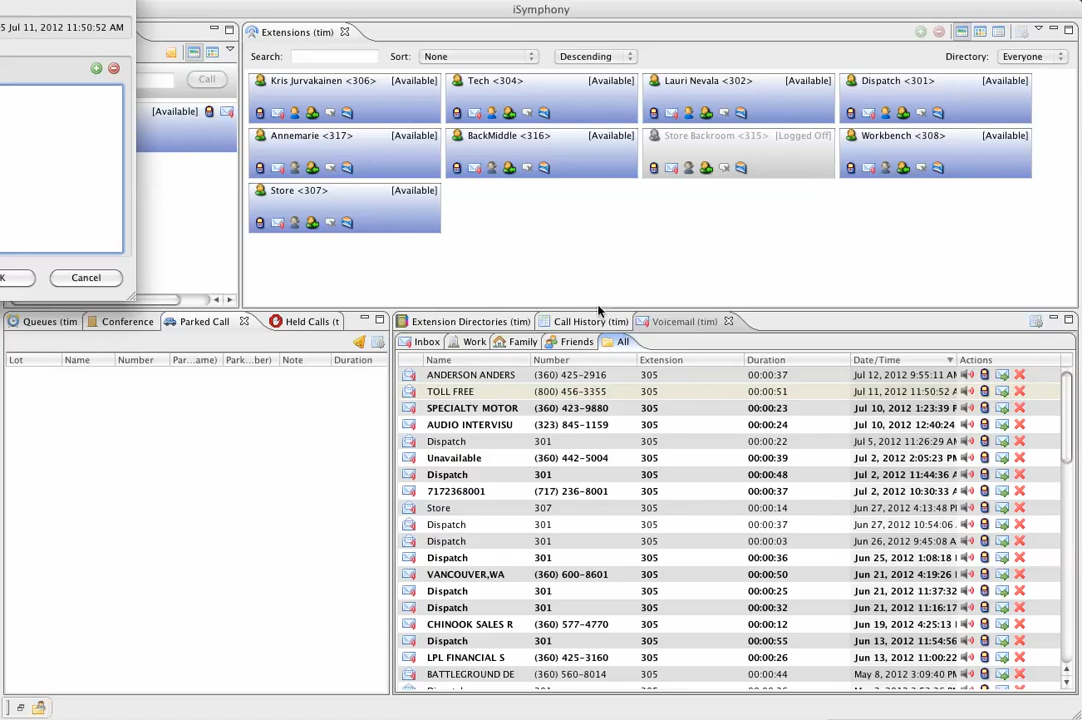 iSymphony
5 Jul 11, 2012 11:50:52 AM
Call
[Available]
K
Cancel
Extensions (tim)
Search:
Sort: None
Descending
Directory: Everyone
Kris Jurvakainen <306> [Available]
Tech <304> [Available]
Lauri Nevala <302> [Available]
Dispatch <301> [Available]
Annemarie <317> [Available]
BackMiddle <316> [Available]
Store Backroom <315> [Logged Off]
Workbench <308> [Available]
Store <307> [Available]
Queues (tim Conference Parked Call Held Calls (t
Lot Name Number Par...ame) Park...ber) Note Duration
Extension Directories (tim) Call History (tim) Voicemail (tim)
Inbox Work Family Friends All
Name Number Extension Duration Date/Time Actions
ANDERSON ANDERS (360) 425-2916 305 00:00:37 Jul 12, 2012 9:55:11 AM
TOLL FREE (800) 456-3355 305 00:00:51 Jul 11, 2012 11:50:52 A
SPECIALTY MOTOR (360) 423-9880 305 00:00:23 Jul 10, 2012 1:23:39 P
AUDIO INTERVISU (323) 845-1159 305 00:00:24 Jul 10, 2012 12:40:24
Dispatch 301 305 00:00:22 Jul 5, 2012 11:26:29 AM
Unavailable (360) 442-5004 305 00:00:39 Jul 2, 2012 2:05:23 PM
Dispatch 301 305 00:00:48 Jul 2, 2012 11:44:36 A
7172368001 (717) 236-8001 305 00:00:37 Jul 2, 2012 10:30:33 A
Store 307 305 00:00:14 Jun 27, 2012 4:13:48 P
Dispatch 301 305 00:00:37 Jun 27, 2012 10:54:06
Dispatch 301 305 00:00:03 Jun 26, 2012 9:45:08 A
Dispatch 301 305 00:00:36 Jun 25, 2012 1:08:18
VANCOUVER,WA (360) 600-8601 305 00:00:50 Jun 21, 2012 4:19:26
Dispatch 301 305 00:00:25 Jun 21, 2012 11:37:32
Dispatch 301 305 00:00:32 Jun 21, 2012 11:16:17
CHINOOK SALES R (360) 577-4770 305 00:00:12 Jun 19, 2012 4:25:13
Dispatch 301 305 00:00:55 Jun 13, 2012 11:54:56
LPL FINANCIAL S (360) 425-3160 305 00:00:26 Jun 13, 2012 11:00:22
BATTLEGROUND DE (360) 560-8014 305 00:00:44 May 8, 2012 3:09:40 P